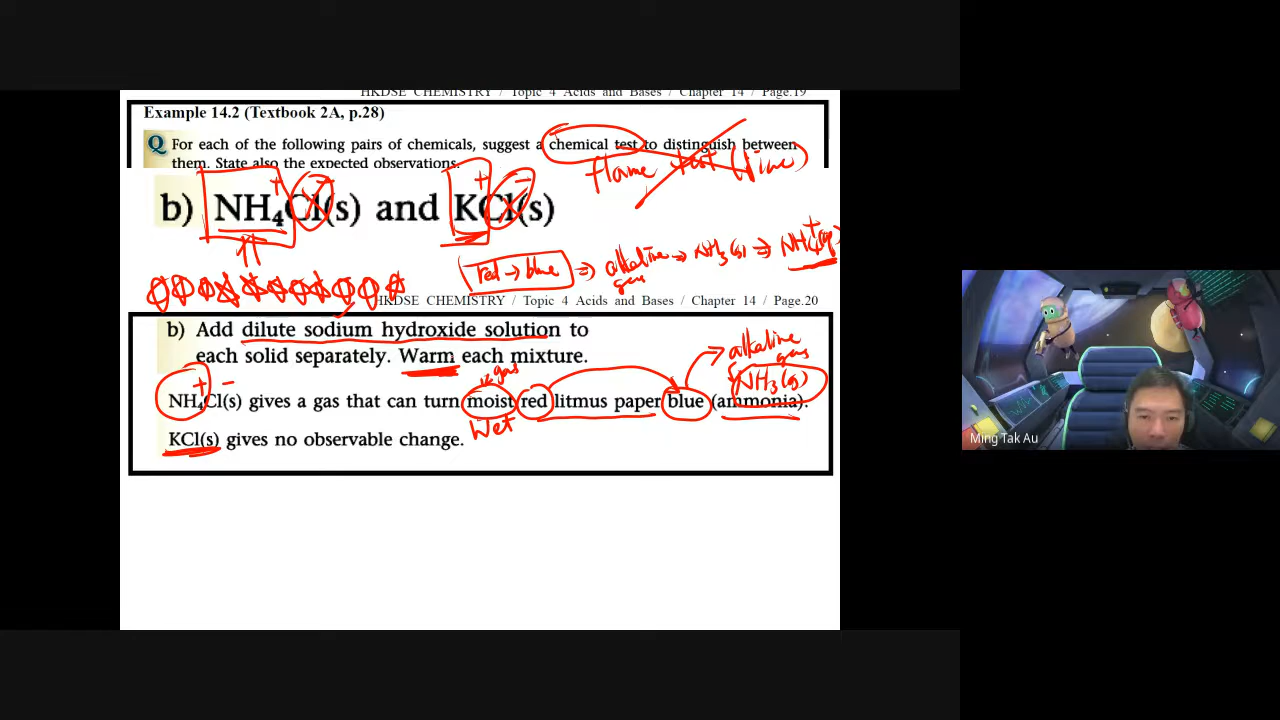 HKDSE CHEMISTRY / Topic 4 Acids and Bases / Chapter 14 / Page.19
Example 14.2 (Textbook 2A, p.28)
Q For each of the following pairs of chemicals, suggest a chemical test to distinguish between
them. State also the expected observations.
flame test (
+ - + -
b) NH₄Cl(s) and KCl(s)
red → blue ⇒ alkaline gas → NH₃(g) ⇒ NH₄⁺(aq)
HKDSE CHEMISTRY / Topic 4 Acids and Bases / Chapter 14 / Page.20
b) Add dilute sodium hydroxide solution to
each solid separately. Warm each mixture.
alkaline gas
gas
NH₃(g)
+ -
NH₄Cl(s) gives a gas that can turn moist red litmus paper blue (ammonia).
Wet
KCl(s) gives no observable change.
Ming Tak Au